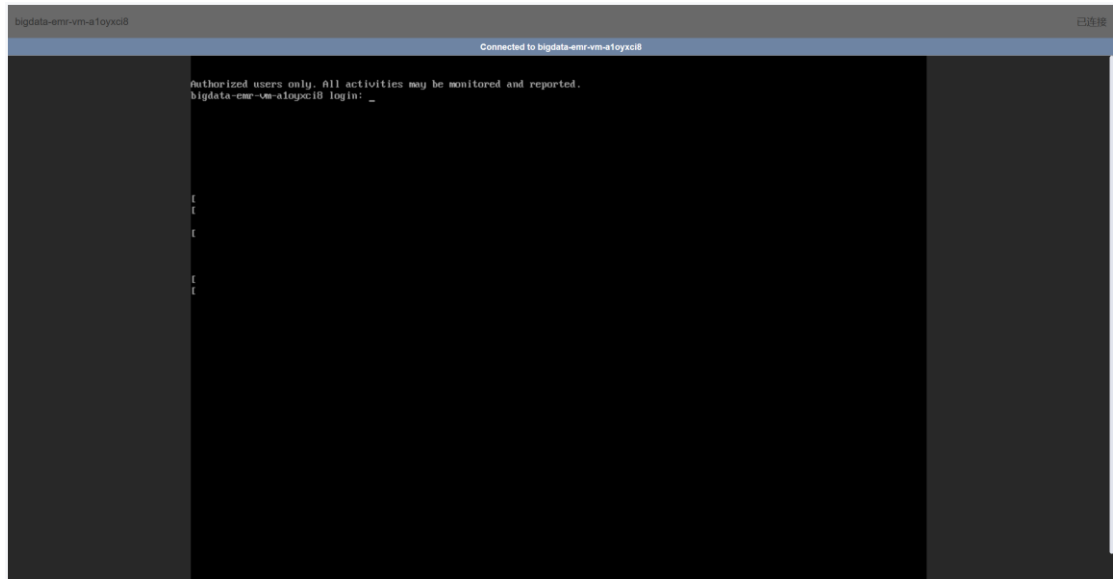 bigdata-emr-vm-a1oyxci8
已连接
Connected to bigdata-emr-vm-a1oyxci8
Authorized users only. All activities may be monitored and reported.
bigdata-emr-vm-a1oyxci8 login: _
[
[
[
[
[